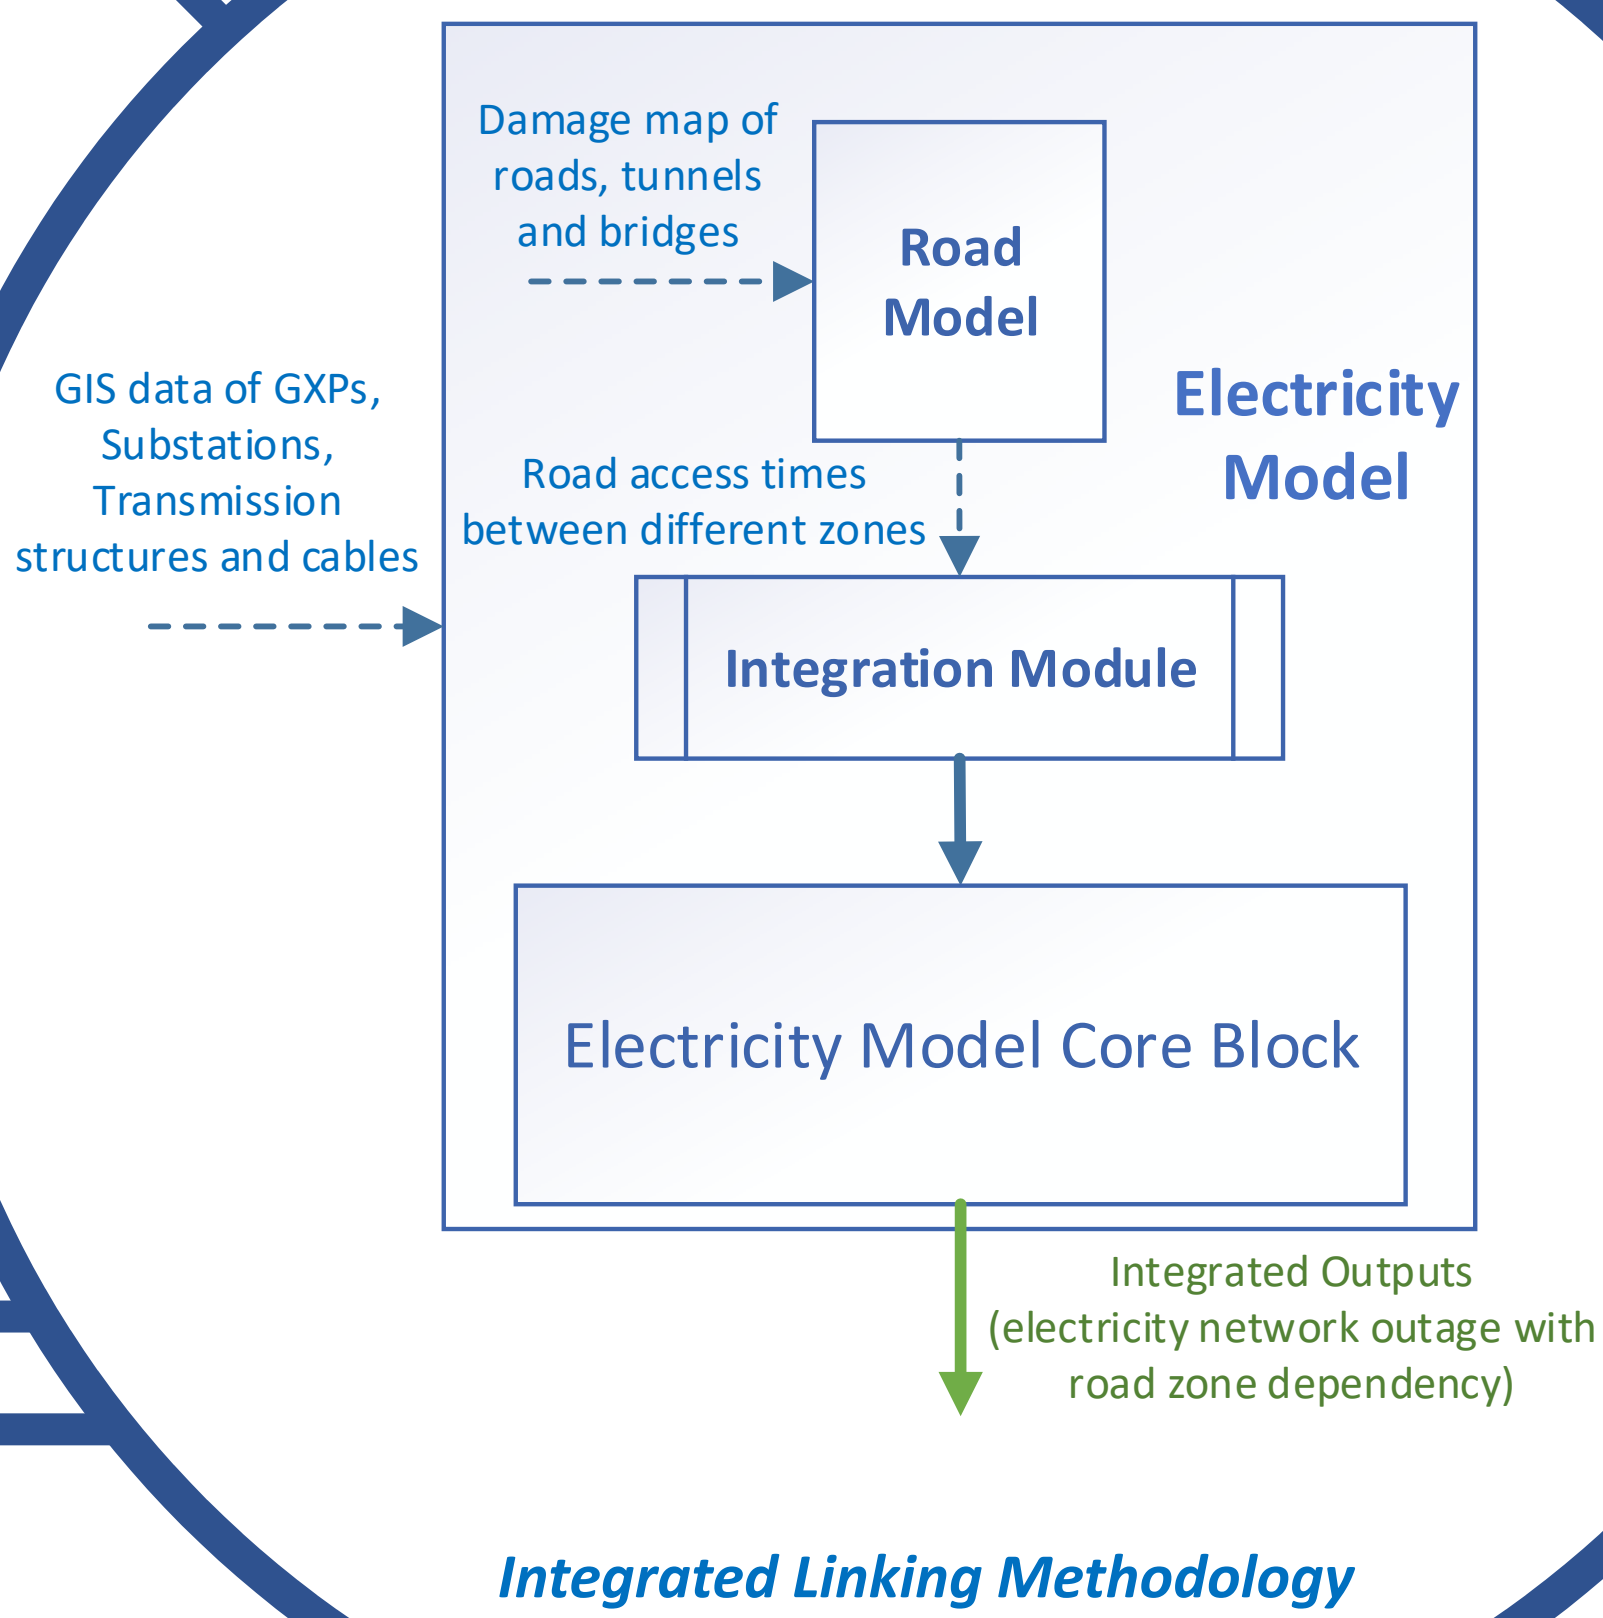 Damage map of
roads, tunnels
and bridges
Road
Model
GIS data of GXPs,
Substations,
Transmission
structures and cables
Electricity
Model
Road access times
between different zones
Integration Module
Electricity Model Core Block
Integrated Outputs
(electricity network outage with
road zone dependency)
Integrated Linking Methodology